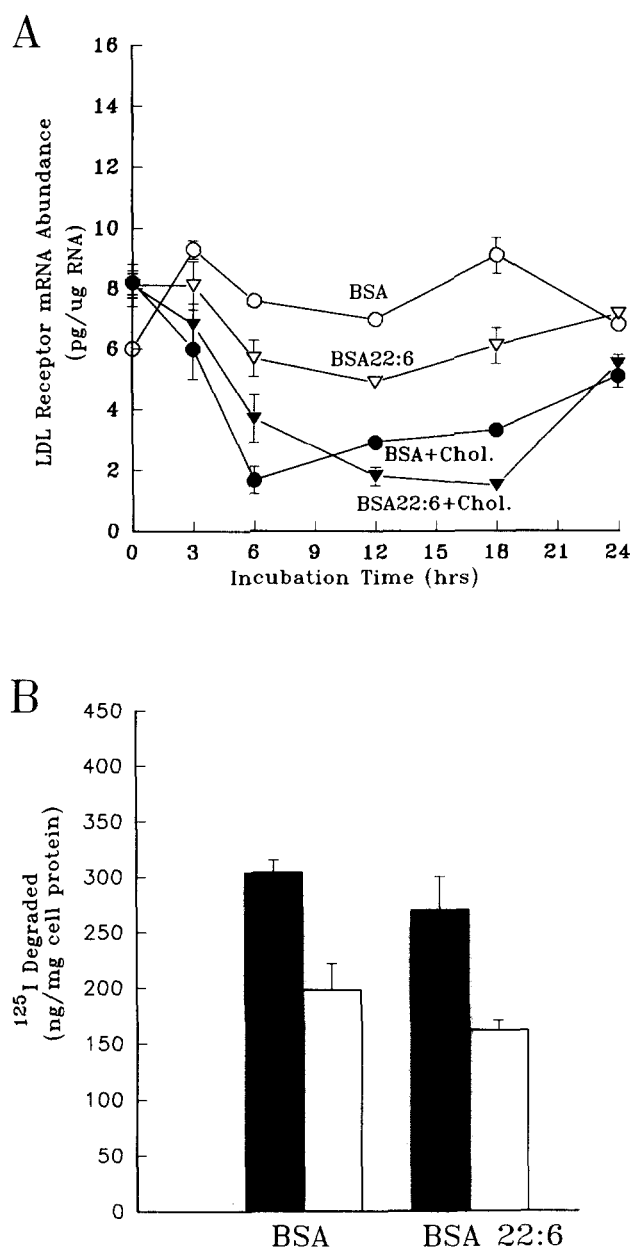 A
LDL Receptor mRNA Abundance
(pg/ug RNA)
16
14
12
10
8
6
4
2
0
BSA
BSA22:6
BSA+Chol.
BSA22:6+Chol.
0 3 6 9 12 15 18 21 24
Incubation Time (hrs)
B
125I Degraded
(ng/mg cell protein)
450
400
350
300
250
200
150
100
50
0
BSA BSA 22:6